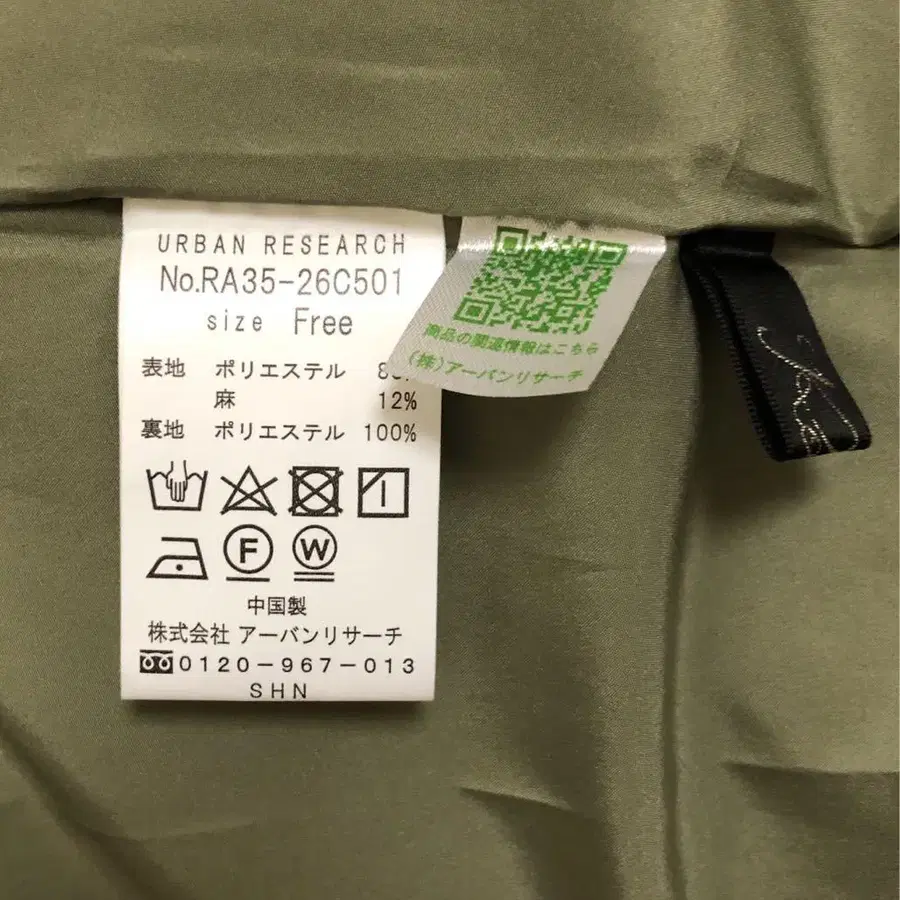 URBAN RESEARCH
No.RA35-26C501
size Free
表地 ポリエステル
麻 12%
裏地 ポリエステル 100%
F W
中国製
株式会社 アーバンリサーチ
0120-967-013
SHN
商品の関連情報はこちら
(株)アーバンリサーチ